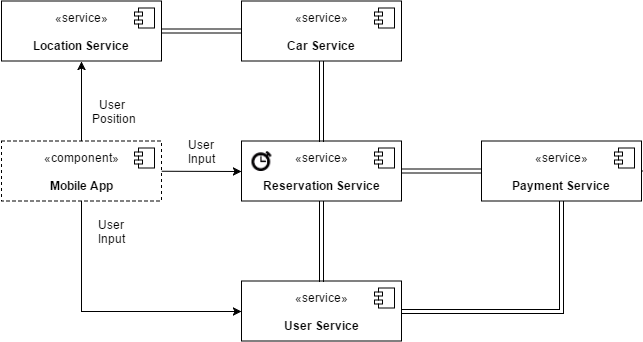 «service»
Location Service
«service»
Car Service
User
Position
«component»
Mobile App
User
Input
«service»
Reservation Service
«service»
Payment Service
User
Input
«service»
User Service